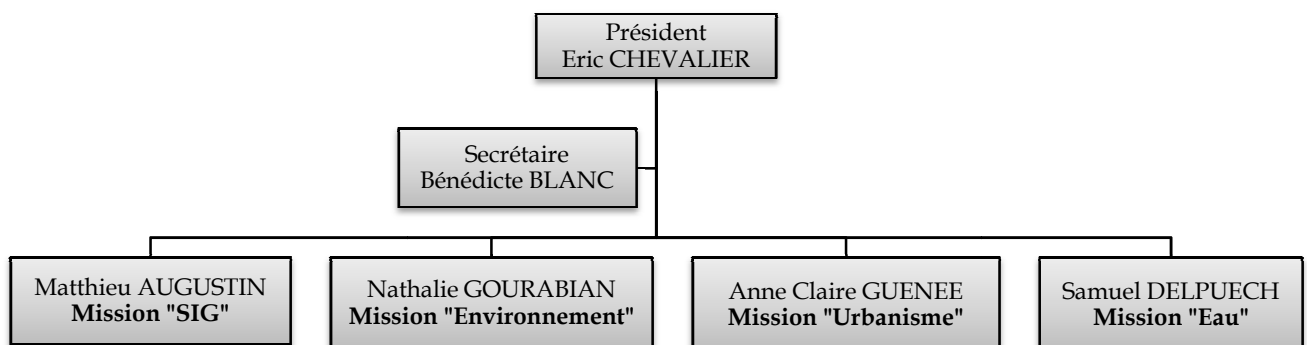 Président
Eric CHEVALIER
Secrétaire
Bénédicte BLANC
Matthieu AUGUSTIN
Mission "SIG"
Nathalie GOURABIAN
Mission "Environnement"
Anne Claire GUENEE
Mission "Urbanisme"
Samuel DELPUECH
Mission "Eau"